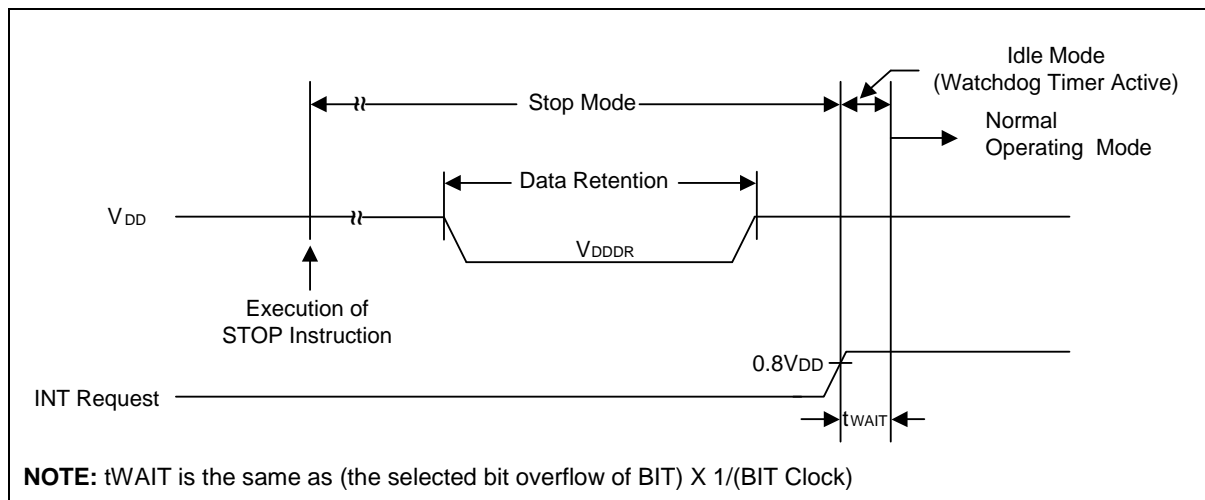 Idle Mode
(Watchdog Timer Active)
Stop Mode
Normal
Operating Mode
Data Retention
VDD
VDDDR
Execution of
STOP Instruction
0.8VDD
INT Request
tWAIT
NOTE: tWAIT is the same as (the selected bit overflow of BIT) X 1/(BIT Clock)